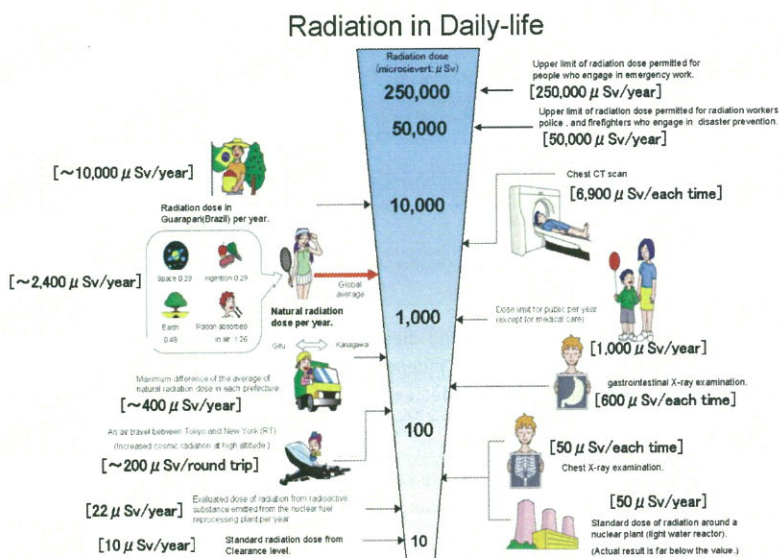 Radiation in Daily-life
Radiation dose
(microsievert: μ Sv)
250,000
50,000
10,000
1,000
100
10
[~10,000 μ Sv/year]
Radiation dose in
Guarapari(Brazil) per year.
[~2,400 μ Sv/year]
Space 0.39
Ingention 0.29
Earth
0.48
Radon absorbed
in air 1.26
Natural radiation
dose per year.
Global
average
Gifu
Kanagawa
Maximum difference of the average of
natural radiation dose in each prefecture.
[~400 μ Sv/year]
An air travel between Tokyo and New York (RT)
(Increased cosmic radiation at high altitude.)
[~200 μ Sv/round trip]
[22 μ Sv/year]
Evaluated dose of radiation from radioactive
substance emitted from the nuclear fuel
reprocessing plant per year
[10 μ Sv/year]
Standard radiation dose from
Clearance level.
Upper limit of radiation dose permitted for
people who engage in emergency work.
[250,000 μ Sv/year]
Upper limit of radiation dose permitted for radiation workers,
police , and firefighters who engage in disaster prevention.
[50,000 μ Sv/year]
Chest CT scan
[6,900 μ Sv/each time]
Dose limit for public per year
(except for medical care)
[1,000 μ Sv/year]
gastrointestinal X-ray examination.
[600 μ Sv/each time]
[50 μ Sv/each time]
Chest X-ray examination.
[50 μ Sv/year]
Standard dose of radiation around a
nuclear plant (light water reactor).
(Actual result is far below the value.)